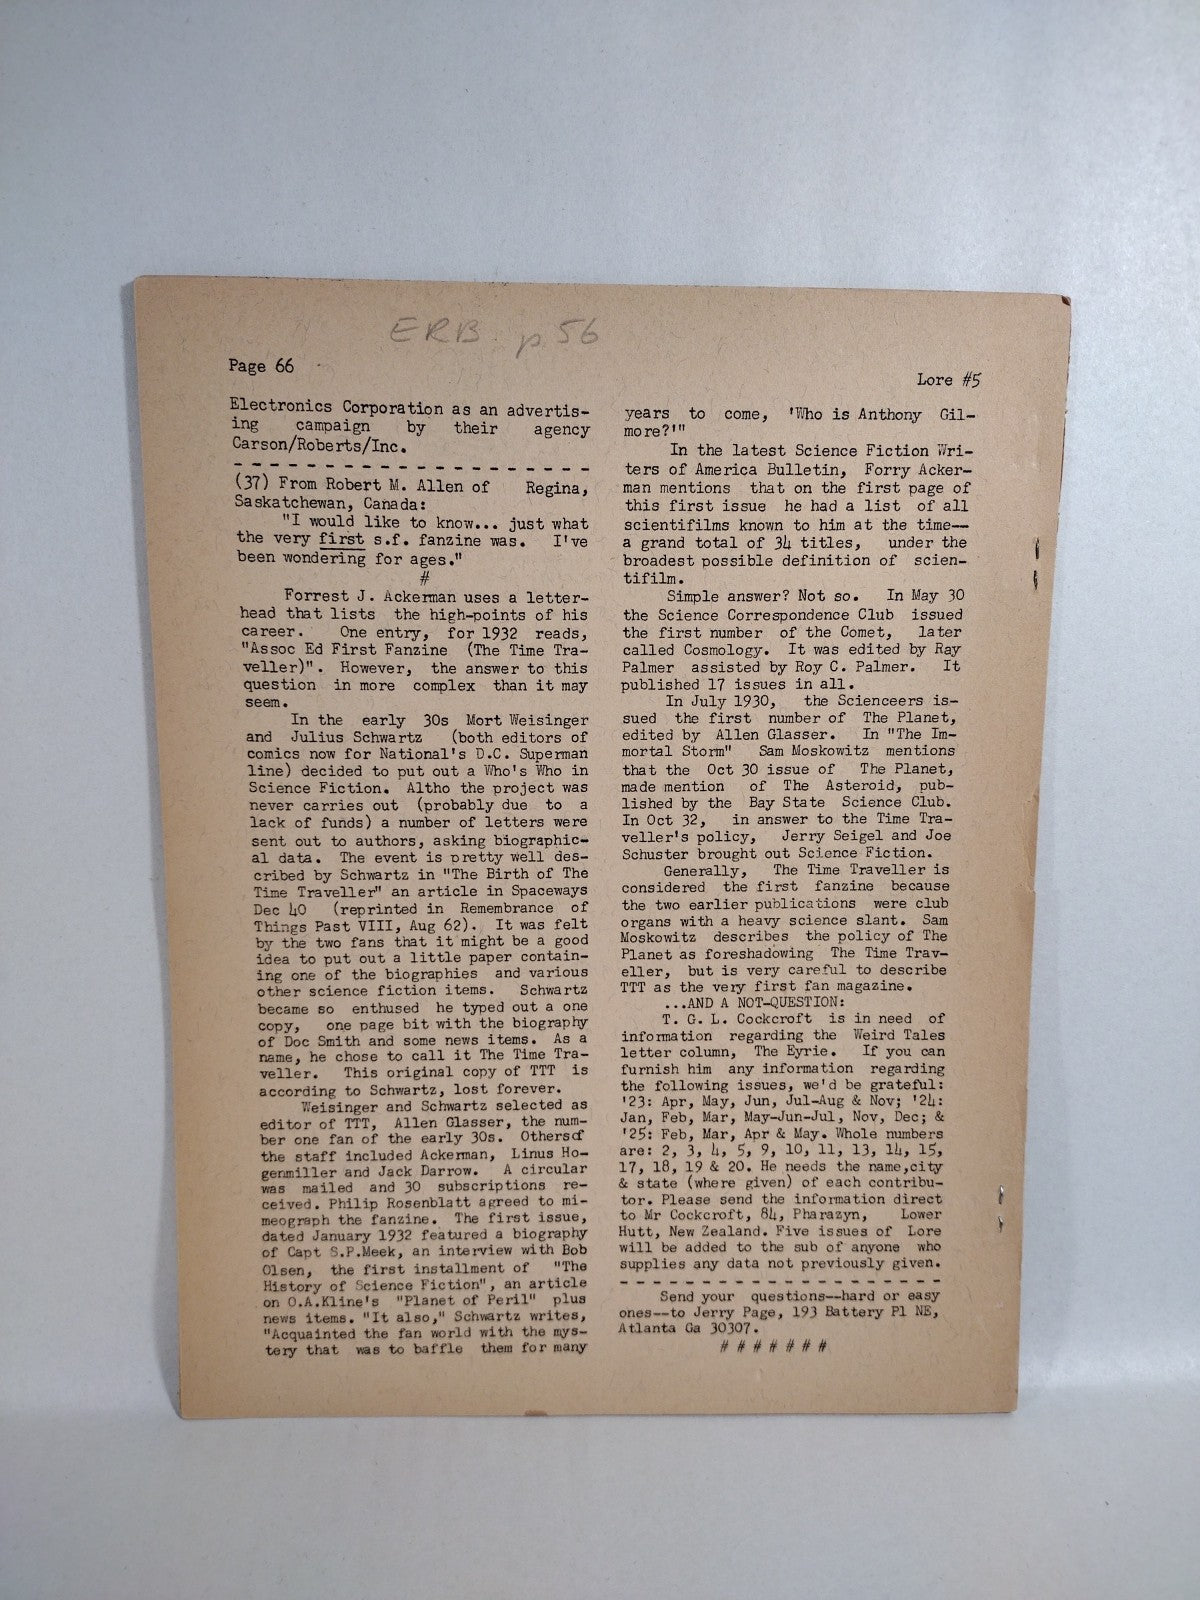 ERB p.56
Page 66
Lore #5
Electronics Corporation as an advertis-
ing campaign by their agency
Carson/Roberts/Inc.
(37) From Robert M. Allen of Regina,
Saskatchewan, Canada:
"I would like to know... just what
the very first s.f. fanzine was. I've
been wondering for ages."
#
Forrest J. Ackerman uses a letter-
head that lists the high-points of his
career. One entry, for 1932 reads,
"Assoc Ed First Fanzine (The Time Tra-
veller)". However, the answer to this
question in more complex than it may
seem.
In the early 30s Mort Weisinger
and Julius Schwartz (both editors of
comics now for National's D.C. Superman
line) decided to put out a Who's Who in
Science Fiction. Altho the project was
never carries out (probably due to a
lack of funds) a number of letters were
sent out to authors, asking biographic-
al data. The event is pretty well des-
cribed by Schwartz in "The Birth of The
Time Traveller" an article in Spaceways
Dec 40 (reprinted in Remembrance of
Things Past VIII, Aug 62). It was felt
by the two fans that it might be a good
idea to put out a little paper contain-
ing one of the biographies and various
other science fiction items. Schwartz
became so enthused he typed out a one
copy, one page bit with the biography
of Doc Smith and some news items. As a
name, he chose to call it The Time Tra-
veller. This original copy of TTT is
according to Schwartz, lost forever.
Weisinger and Schwartz selected as
editor of TTT, Allen Glasser, the num-
ber one fan of the early 30s. Othersof
the staff included Ackerman, Linus Ho-
genmiller and Jack Darrow. A circular
was mailed and 30 subscriptions re-
ceived. Philip Rosenblatt agreed to mi-
meograph the fanzine. The first issue,
dated January 1932 featured a biography
of Capt S.P.Meek, an interview with Bob
Olsen, the first installment of "The
History of Science Fiction", an article
on O.A.Kline's "Planet of Peril" plus
news items. "It also," Schwartz writes,
"Acquainted the fan world with the mys-
tery that was to baffle them for many
years to come, 'Who is Anthony Gil-
more?'"
In the latest Science Fiction Wri-
ters of America Bulletin, Forry Acker-
man mentions that on the first page of
this first issue he had a list of all
scientifilms known to him at the time--
a grand total of 34 titles, under the
broadest possible definition of scien-
tifilm.
Simple answer? Not so. In May 30
the Science Correspondence Club issued
the first number of the Comet, later
called Cosmology. It was edited by Ray
Palmer assisted by Roy C. Palmer. It
published 17 issues in all.
In July 1930, the Scienceers is-
sued the first number of The Planet,
edited by Allen Glasser. In "The Im-
mortal Storm" Sam Moskowitz mentions
that the Oct 30 issue of The Planet,
made mention of The Asteroid, pub-
lished by the Bay State Science Club.
In Oct 32, in answer to the Time Tra-
veller's policy, Jerry Seigel and Joe
Schuster brought out Science Fiction.
Generally, The Time Traveller is
considered the first fanzine because
the two earlier publications were club
organs with a heavy science slant. Sam
Moskowitz describes the policy of The
Planet as foreshadowing The Time Trav-
eller, but is very careful to describe
TTT as the very first fan magazine.
...AND A NOT-QUESTION:
T. G. L. Cockcroft is in need of
information regarding the Weird Tales
letter column, The Eyrie. If you can
furnish him any information regarding
the following issues, we'd be grateful:
'23: Apr, May, Jun, Jul-Aug & Nov; '24:
Jan, Feb, Mar, May-Jun-Jul, Nov, Dec; &
'25: Feb, Mar, Apr & May. Whole numbers
are: 2, 3, 4, 5, 9, 10, 11, 13, 14, 15,
17, 18, 19 & 20. He needs the name,city
& state (where given) of each contribu-
tor. Please send the information direct
to Mr Cockcroft, 84, Pharazyn, Lower
Hutt, New Zealand. Five issues of Lore
will be added to the sub of anyone who
supplies any data not previously given.
Send your questions--hard or easy
ones--to Jerry Page, 193 Battery Pl NE,
Atlanta Ga 30307.
# # # # # # #